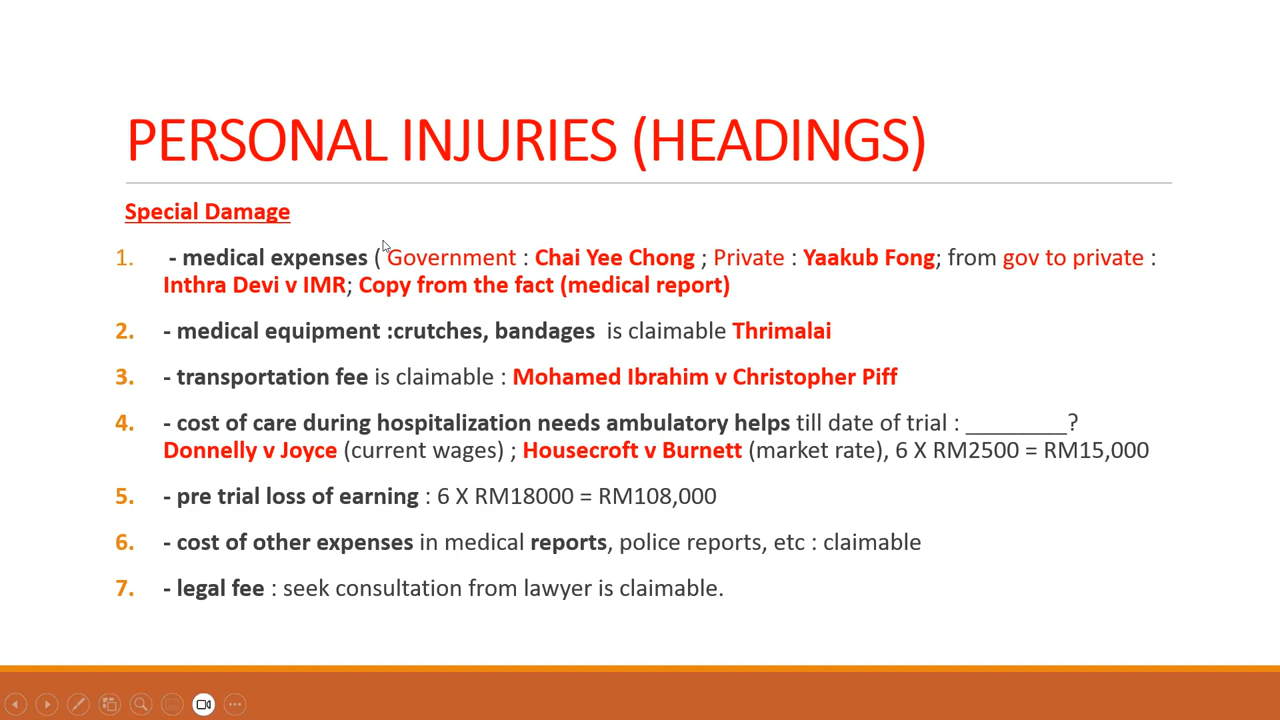 PERSONAL INJURIES (HEADINGS)
Special Damage
1. - medical expenses ( Government : Chai Yee Chong ; Private : Yaakub Fong; from gov to private :
Inthra Devi v IMR; Copy from the fact (medical report)
2. - medical equipment :crutches, bandages is claimable Thrimalai
3. - transportation fee is claimable : Mohamed Ibrahim v Christopher Piff
4. - cost of care during hospitalization needs ambulatory helps till date of trial : ________?
Donnelly v Joyce (current wages) ; Housecroft v Burnett (market rate), 6 X RM2500 = RM15,000
5. - pre trial loss of earning : 6 X RM18000 = RM108,000
6. - cost of other expenses in medical reports, police reports, etc : claimable
7. - legal fee : seek consultation from lawyer is claimable.